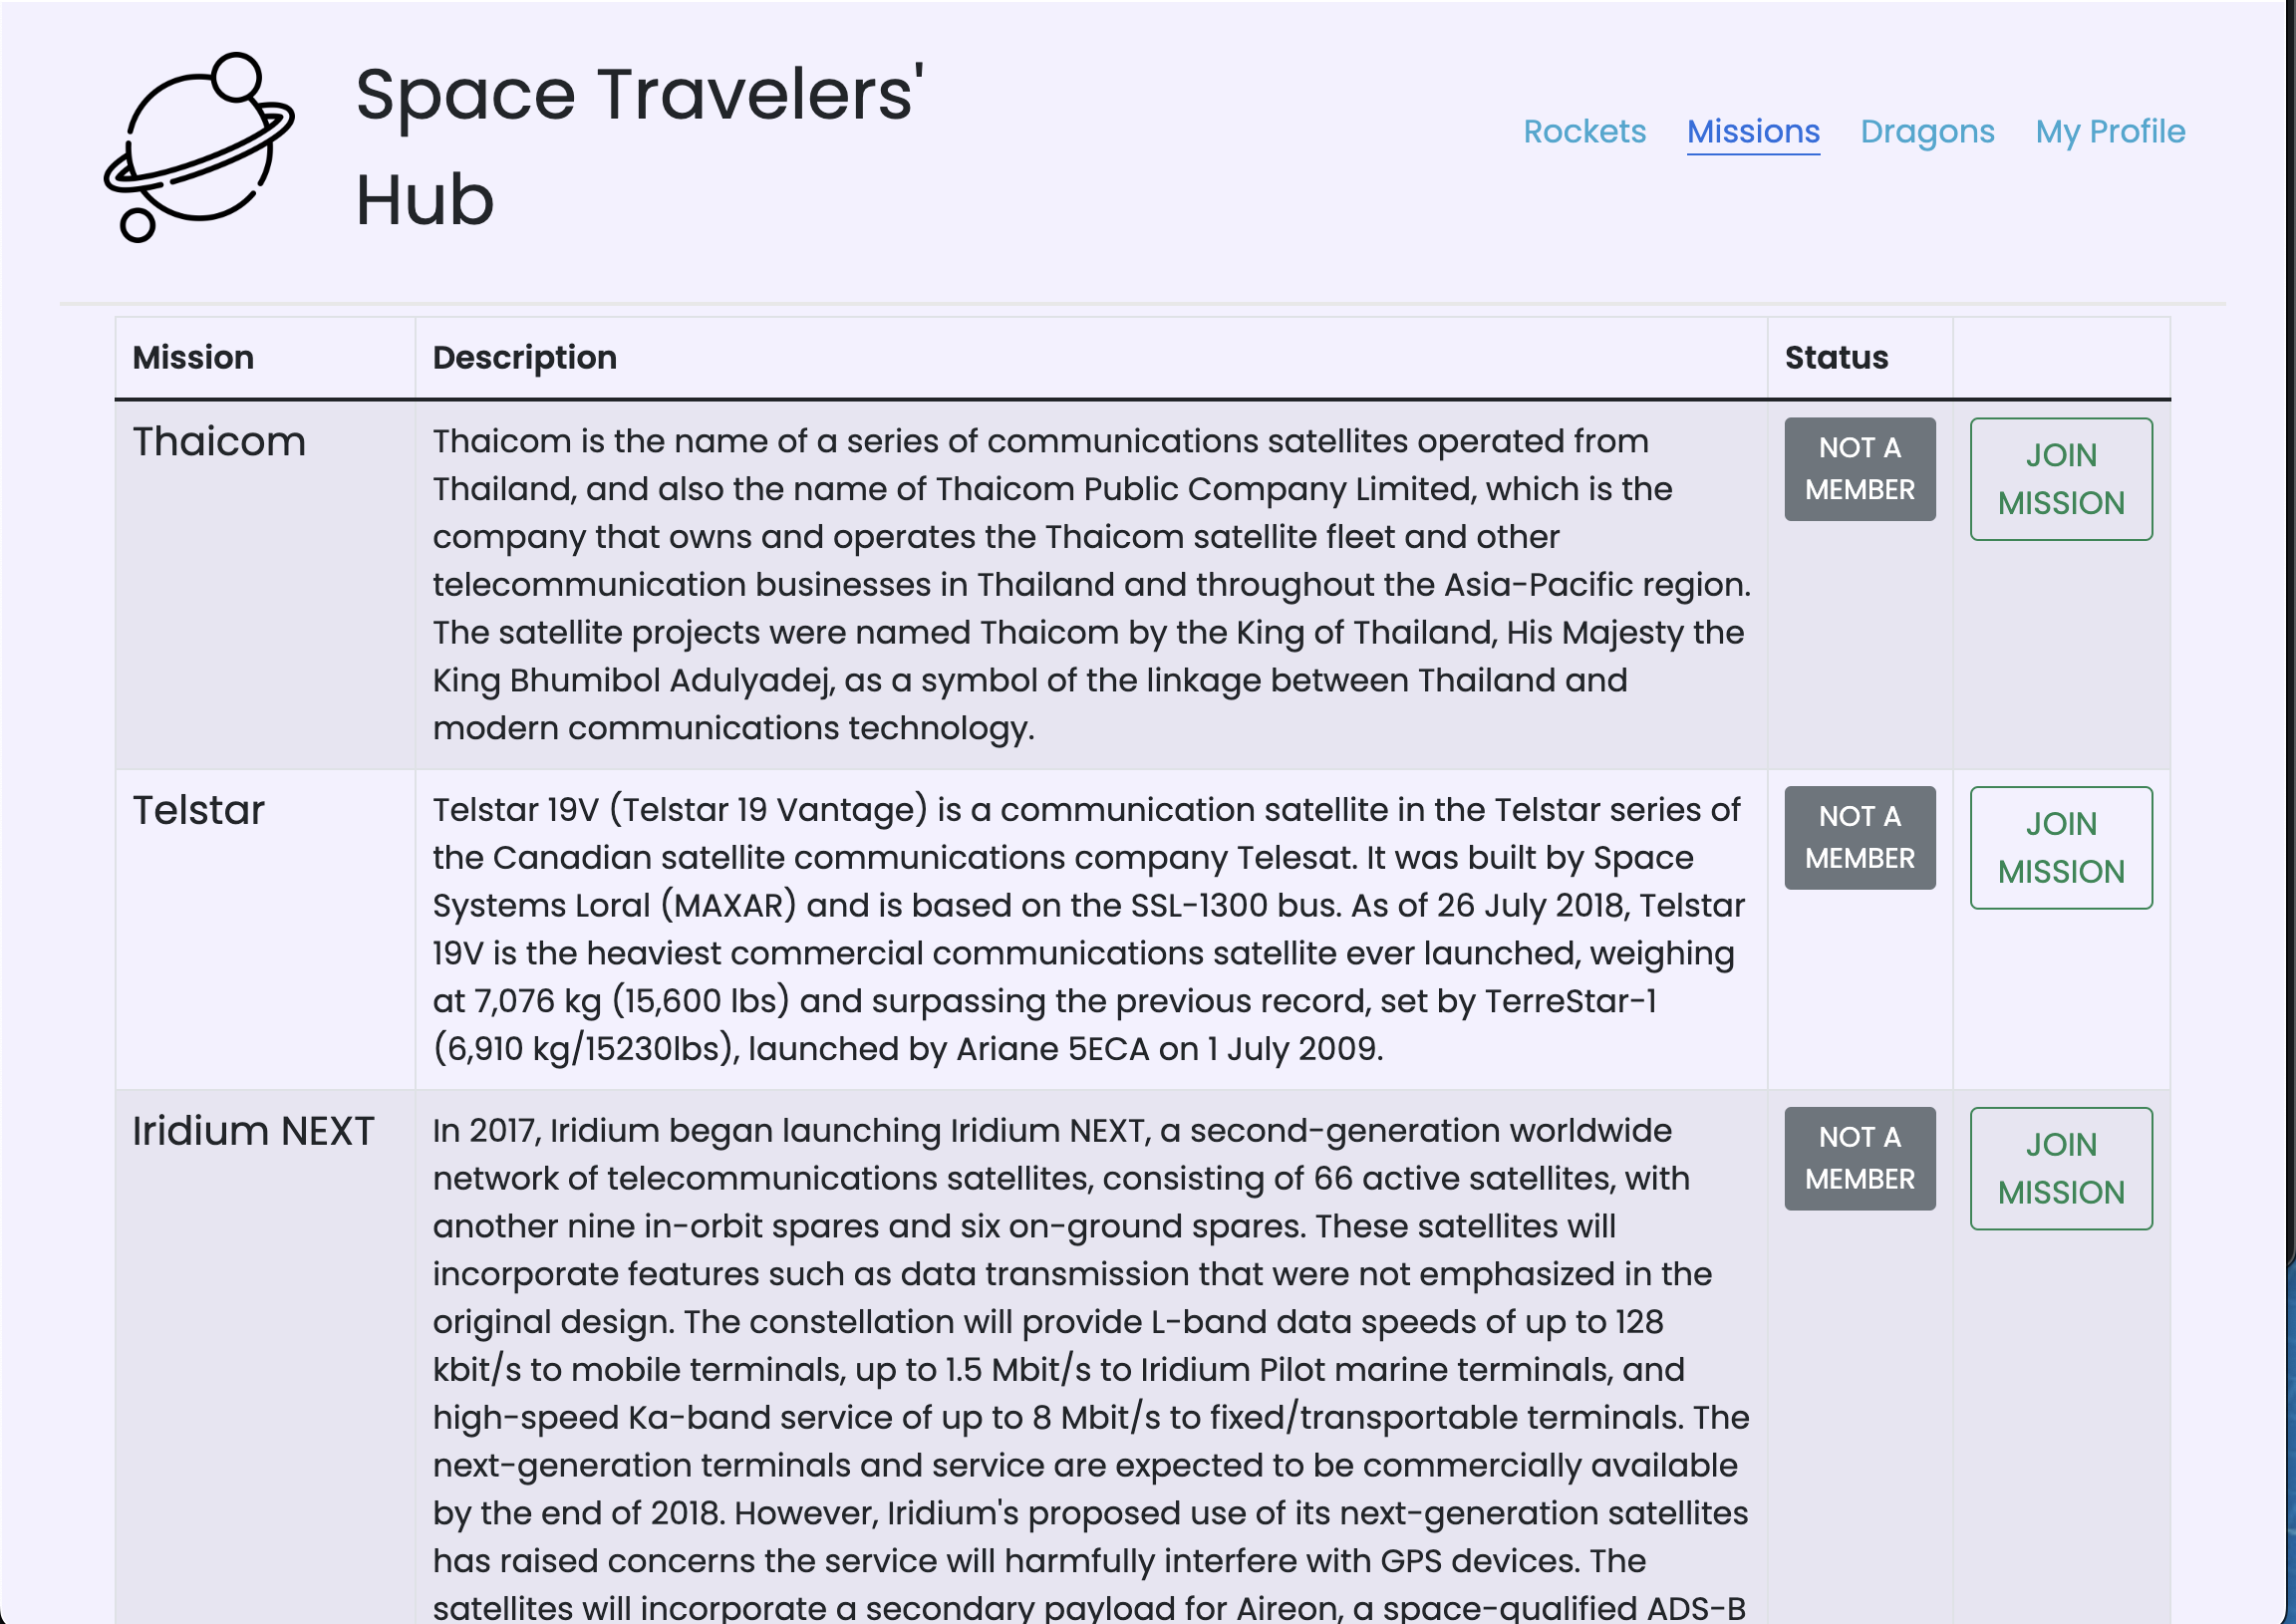 Space Travelers'
Hub
Rockets Missions Dragons My Profile
Mission Description Status
Thaicom
Thaicom is the name of a series of communications satellites operated from
Thailand, and also the name of Thaicom Public Company Limited, which is the
company that owns and operates the Thaicom satellite fleet and other
telecommunication businesses in Thailand and throughout the Asia-Pacific region.
The satellite projects were named Thaicom by the King of Thailand, His Majesty the
King Bhumibol Adulyadej, as a symbol of the linkage between Thailand and
modern communications technology.
NOT A
MEMBER
JOIN
MISSION
Telstar
Telstar 19V (Telstar 19 Vantage) is a communication satellite in the Telstar series of
the Canadian satellite communications company Telesat. It was built by Space
Systems Loral (MAXAR) and is based on the SSL-1300 bus. As of 26 July 2018, Telstar
19V is the heaviest commercial communications satellite ever launched, weighing
at 7,076 kg (15,600 lbs) and surpassing the previous record, set by TerreStar-1
(6,910 kg/15230lbs), launched by Ariane 5ECA on 1 July 2009.
NOT A
MEMBER
JOIN
MISSION
Iridium NEXT
In 2017, Iridium began launching Iridium NEXT, a second-generation worldwide
network of telecommunications satellites, consisting of 66 active satellites, with
another nine in-orbit spares and six on-ground spares. These satellites will
incorporate features such as data transmission that were not emphasized in the
original design. The constellation will provide L-band data speeds of up to 128
kbit/s to mobile terminals, up to 1.5 Mbit/s to Iridium Pilot marine terminals, and
high-speed Ka-band service of up to 8 Mbit/s to fixed/transportable terminals. The
next-generation terminals and service are expected to be commercially available
by the end of 2018. However, Iridium's proposed use of its next-generation satellites
has raised concerns the service will harmfully interfere with GPS devices. The
satellites will incorporate a secondary payload for Aireon, a space-qualified ADS-B
NOT A
MEMBER
JOIN
MISSION